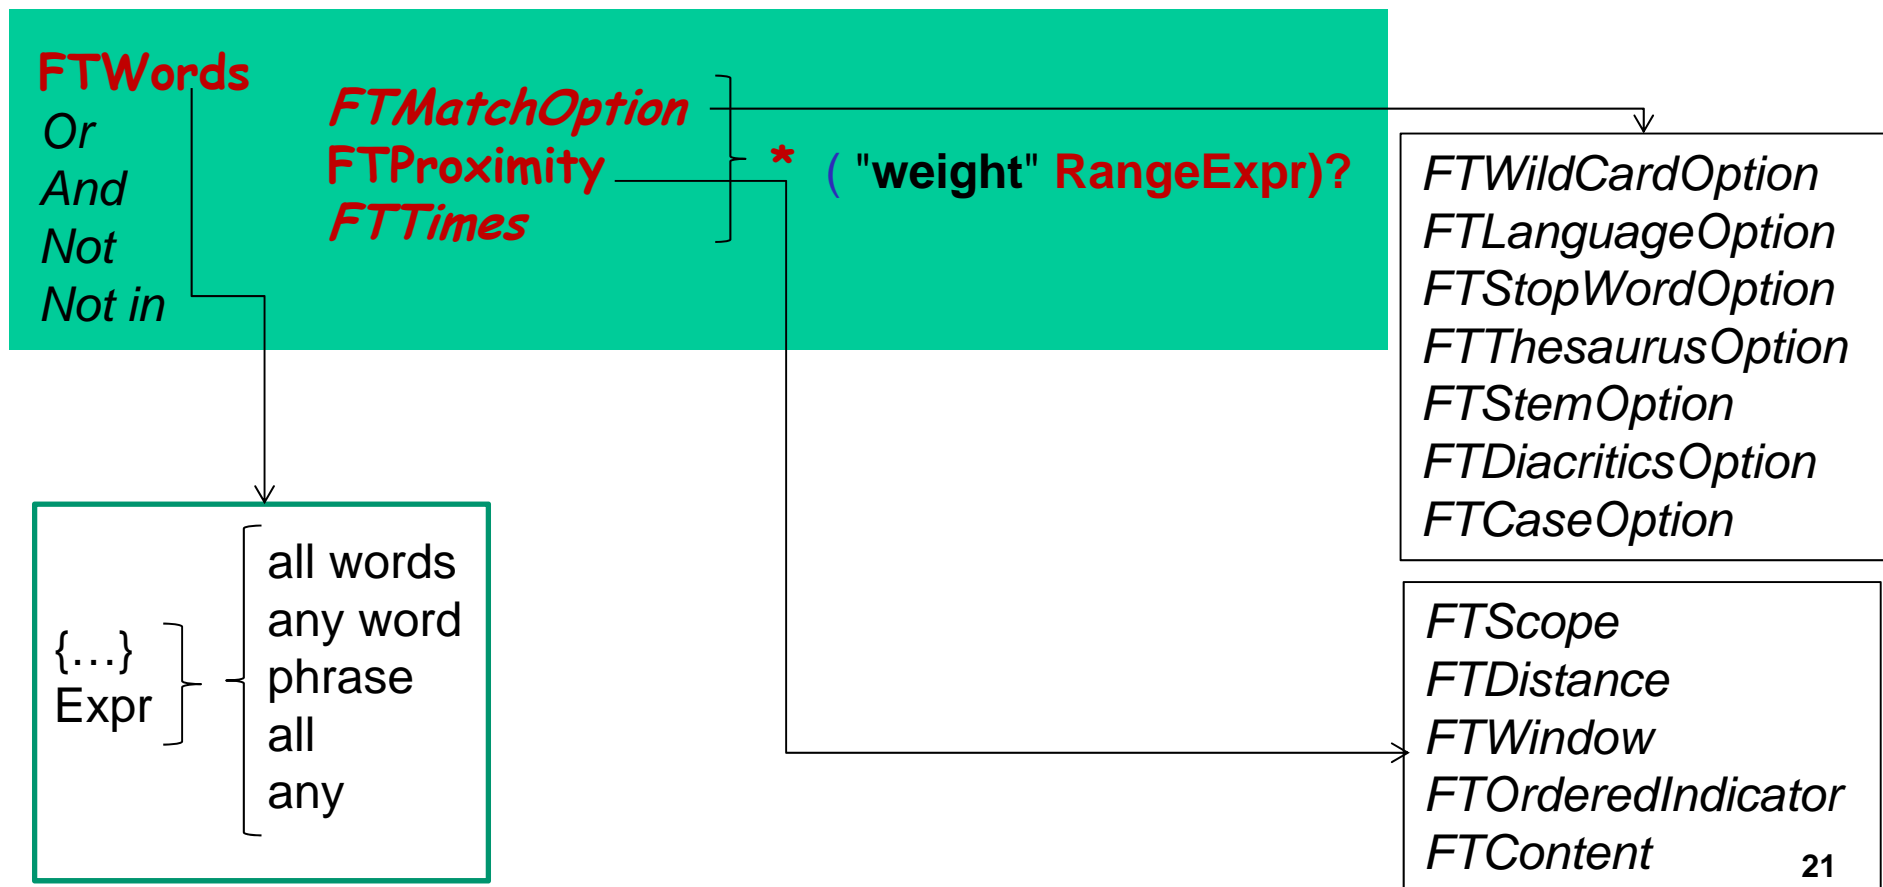 FTWords
Or
And
Not
Not in
FTMatchOption
FTProximity
FTTimes
* ( "weight" RangeExpr)?
FTWildCardOption
FTLanguageOption
FTStopWordOption
FTThesaurusOption
FTStemOption
FTDiacriticsOption
FTCaseOption
{...}
Expr
all words
any word
phrase
all
any
FTScope
FTDistance
FTWindow
FTOrderedIndicator
FTContent
21